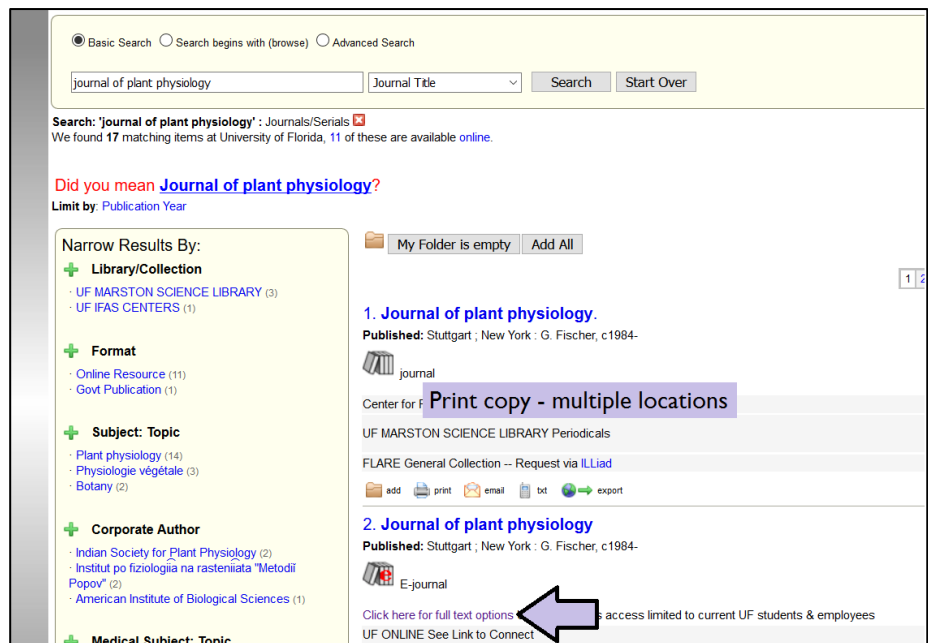 Basic Search Search begins with (browse) Advanced Search
journal of plant physiology Journal Title Search Start Over
Search: 'journal of plant physiology' : Journals/Serials
We found 17 matching items at University of Florida, 11 of these are available online.
Did you mean Journal of plant physiology?
Limit by: Publication Year
Narrow Results By:
Library/Collection
· UF MARSTON SCIENCE LIBRARY (3)
· UF IFAS CENTERS (1)
Format
· Online Resource (11)
· Govt Publication (1)
Subject: Topic
· Plant physiology (14)
· Physiologie végétale (3)
· Botany (2)
Corporate Author
· Indian Society for Plant Physiology (2)
· Institut po fiziologii͡a na rastenii͡ata "Metodiĭ
Popov" (2)
· American Institute of Biological Sciences (1)
Medical Subject: Topic
My Folder is empty Add All
1 2
1. Journal of plant physiology.
Published: Stuttgart ; New York : G. Fischer, c1984-
journal
Center for
Print copy - multiple locations
UF MARSTON SCIENCE LIBRARY Periodicals
FLARE General Collection -- Request via ILLiad
add print email txt export
2. Journal of plant physiology
Published: Stuttgart ; New York : G. Fischer, c1984-
E-journal
Click here for full text options access limited to current UF students & employees
UF ONLINE See Link to Connect